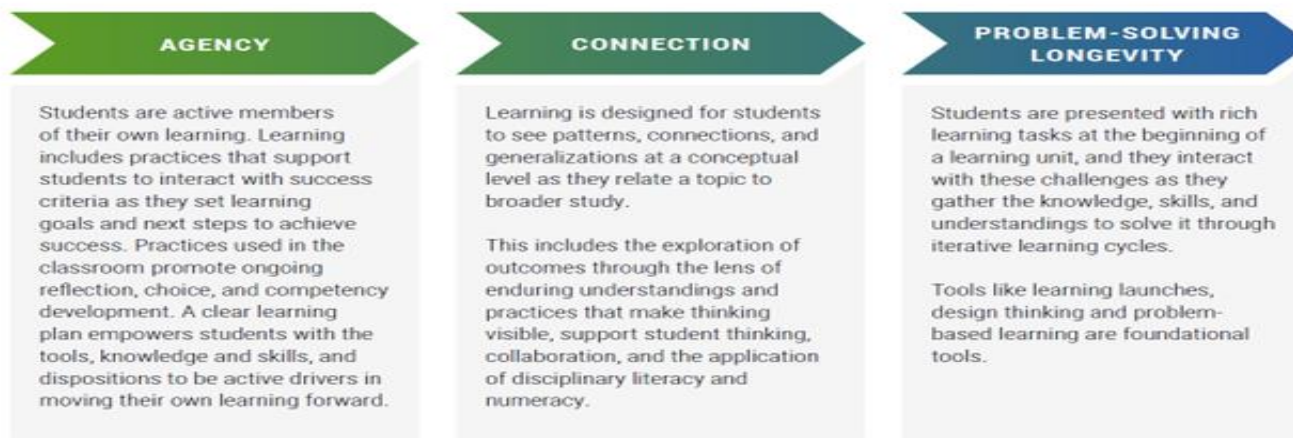 AGENCY
Students are active members
of their own learning. Learning
includes practices that support
students to interact with success
criteria as they set learning
goals and next steps to achieve
success. Practices used in the
classroom promote ongoing
reflection, choice, and competency
development. A clear learning
plan empowers students with the
tools, knowledge and skills, and
dispositions to be active drivers in
moving their own learning forward.
CONNECTION
Learning is designed for students
to see patterns, connections, and
generalizations at a conceptual
level as they relate a topic to
broader study.
This includes the exploration of
outcomes through the lens of
enduring understandings and
practices that make thinking
visible, support student thinking,
collaboration, and the application
of disciplinary literacy and
numeracy.
PROBLEM-SOLVING
LONGEVITY
Students are presented with rich
learning tasks at the beginning of
a learning unit, and they interact
with these challenges as they
gather the knowledge, skills, and
understandings to solve it through
iterative learning cycles.
Tools like learning launches,
design thinking and problem-
based learning are foundational
tools.